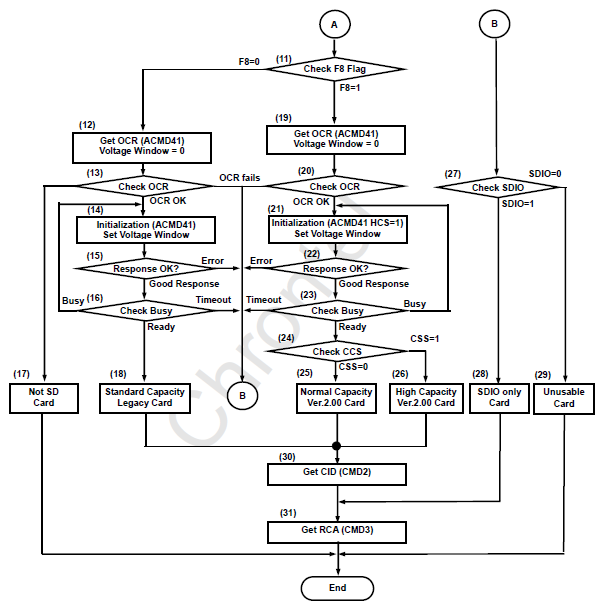 A
B
(11)
F8=0
Check F8 Flag
F8=1
(12)
(19)
Get OCR (ACMD41)
Voltage Window = 0
Get OCR (ACMD41)
Voltage Window = 0
(13)
(20)
(27)
SDIO=0
Check OCR
OCR fails
Check OCR
Check SDIO
OCR OK
OCR OK
SDIO=1
(14)
(21)
Initialization (ACMD41)
Set Voltage Window
Initialization (ACMD41 HCS=1)
Set Voltage Window
(15)
(22)
Response OK?
Error
Error
Response OK?
Good Response
Good Response
Busy
(16)
Timeout
Timeout
(23)
Busy
Check Busy
Check Busy
Ready
Ready
(24)
CSS=1
Check CCS
CSS=0
(17)
(18)
(25)
(26)
(28)
(29)
Not SD
Card
Standard Capacity
Legacy Card
B
Normal Capacity
Ver.2.00 Card
High Capacity
Ver.2.00 Card
SDIO only
Card
Unusable
Card
(30)
Get CID (CMD2)
(31)
Get RCA (CMD3)
End